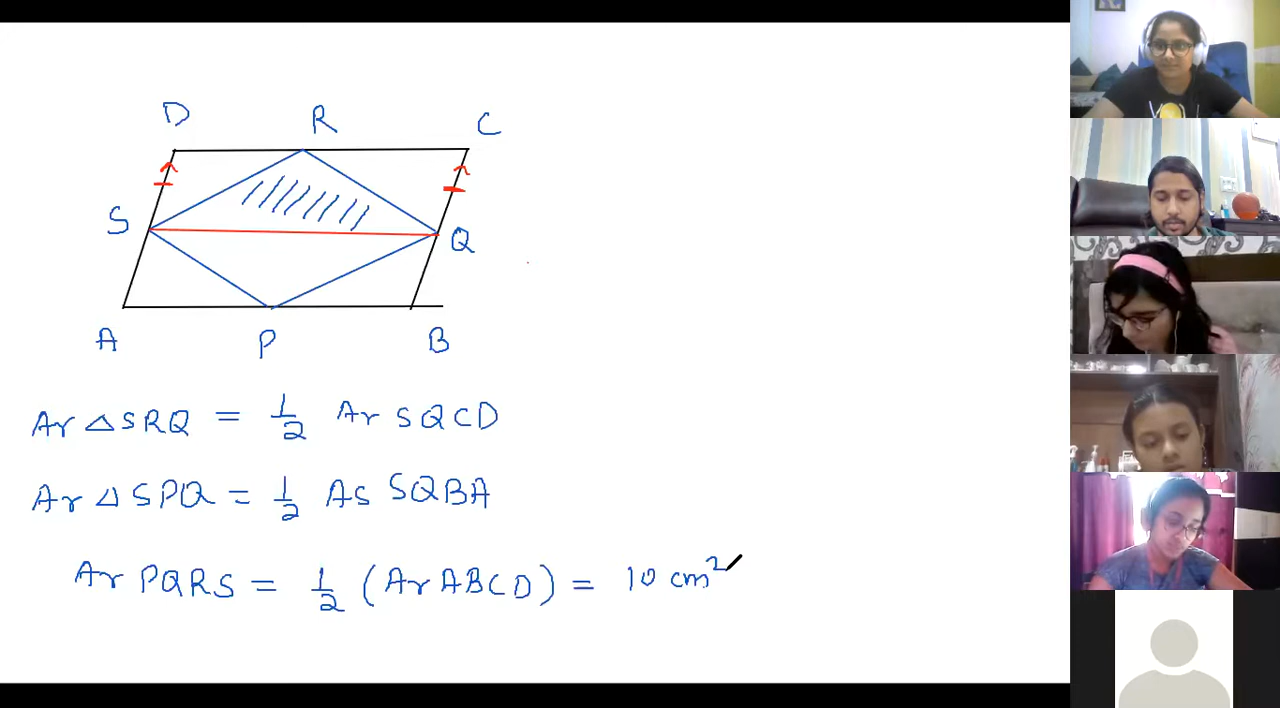 D R C
S Q
A P B
Ar △SRQ = 1/2 Ar SQCD
Ar △SPQ = 1/2 As SQBA
Ar PQRS = 1/2 (Ar ABCD) = 10 cm²